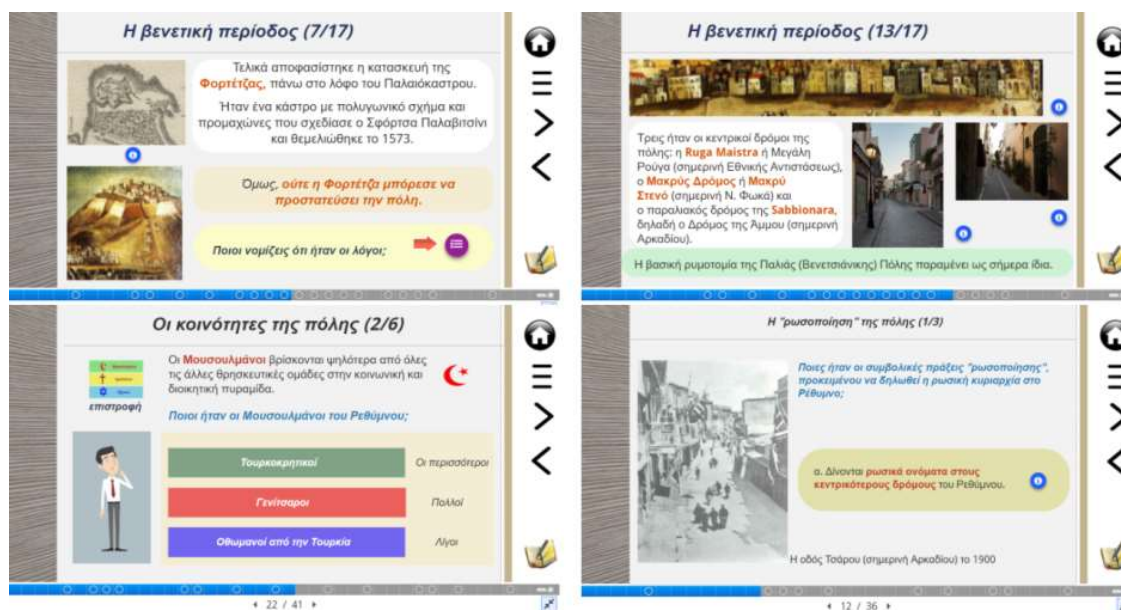 Η βενετική περίοδος (7/17)
Τελικά αποφασίστηκε η κατασκευή της
Φορτέτζας, πάνω στο λόφο του Παλαιόκαστρου.
Ήταν ένα κάστρο με πολυγωνικό σχήμα και
προμαχώνες που σχεδίασε ο Σφόρτσα Παλαβιτσίνι
και θεμελιώθηκε το 1573.
Όμως, ούτε η Φορτέτζα μπόρεσε να
προστατεύσει την πόλη.
Ποιοι νομίζεις ότι ήταν οι λόγοι;
Η βενετική περίοδος (13/17)
Τρεις ήταν οι κεντρικοί δρόμοι της
πόλης: η Ruga Maistra ή Μεγάλη
Ρούγα (σημερινή Εθνικής Αντιστάσεως),
ο Μακρύς Δρόμος ή Μακρύ
Στενό (σημερινή Ν. Φωκά) και
ο παραλιακός δρόμος της Sabbionara,
δηλαδή ο Δρόμος της Άμμου (σημερινή
Αρκαδίου).
Η βασική ρυμοτομία της Παλιάς (Βενετσιάνικης) Πόλης παραμένει ως σήμερα ίδια.
Οι κοινότητες της πόλης (2/6)
επιστροφή
Οι Μουσουλμάνοι βρίσκονται ψηλότερα από όλες
τις άλλες θρησκευτικές ομάδες στην κοινωνική και
διοικητική πυραμίδα.
Ποιοι ήταν οι Μουσουλμάνοι του Ρεθύμνου;
Τουρκοκρητικοί Οι περισσότεροι
Γενίτσαροι Πολλοί
Οθωμανοί από την Τουρκία Λίγοι
22 / 41
Η "ρωσοποίηση" της πόλης (1/3)
Ποιες ήταν οι συμβολικές πράξεις "ρωσοποίησης",
προκειμένου να δηλωθεί η ρωσική κυριαρχία στο
Ρέθυμνο;
α. Δίνονται ρωσικά ονόματα στους
κεντρικότερους δρόμους του Ρεθύμνου.
Η οδός Τσάρου (σημερινή Αρκαδίου) το 1900
12 / 36